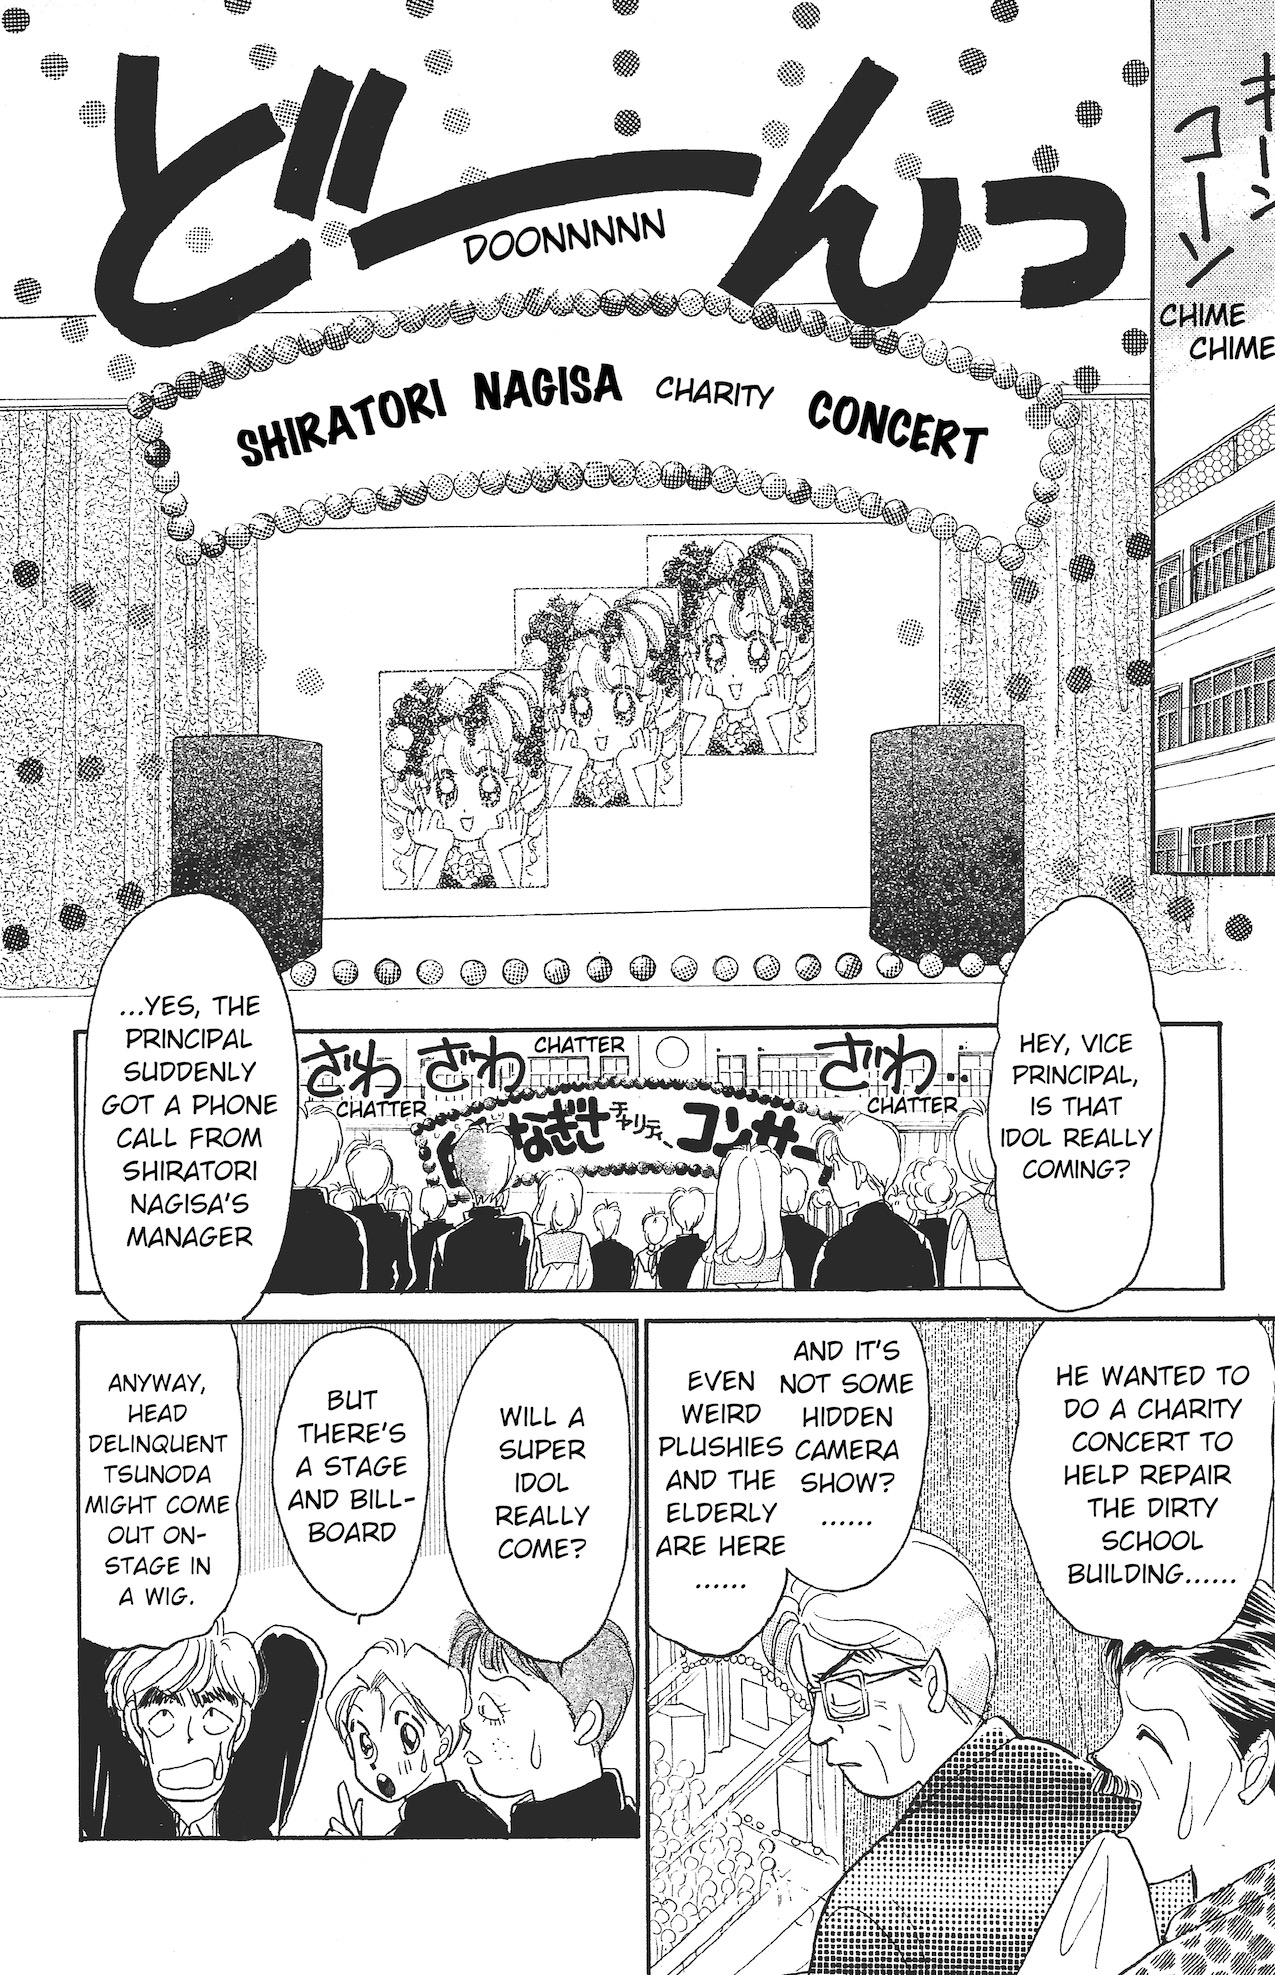 キーン
コーン
CHIME
CHIME
どーんっ
DOONNNNN
SHIRATORI NAGISA CHARITY CONCERT
HEY, VICE
PRINCIPAL,
IS THAT
IDOL REALLY
COMING?
ざわ
CHATTER
CHATTER
ざわ
ざわ
CHATTER
なぎさ チャリティー コンサー
...YES, THE
PRINCIPAL
SUDDENLY
GOT A PHONE
CALL FROM
SHIRATORI
NAGISA'S
MANAGER
HE WANTED TO
DO A CHARITY
CONCERT TO
HELP REPAIR
THE DIRTY
SCHOOL
BUILDING......
AND IT'S
NOT SOME
HIDDEN
CAMERA
SHOW?
......
EVEN
WEIRD
PLUSHIES
AND THE
ELDERLY
ARE HERE
......
WILL A
SUPER
IDOL
REALLY
COME?
BUT
THERE'S
A STAGE
AND BILL-
BOARD
ANYWAY,
HEAD
DELINQUENT
TSUNODA
MIGHT COME
OUT ON-
STAGE IN
A WIG.